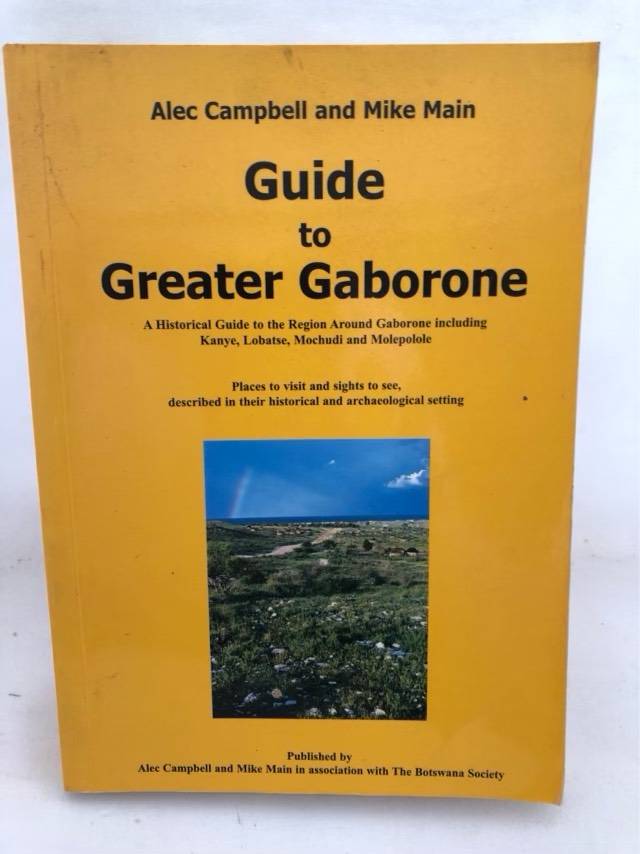 Alec Campbell and Mike Main
Guide
to
Greater Gaborone
A Historical Guide to the Region Around Gaborone including
Kanye, Lobatse, Mochudi and Molepolole
Places to visit and sights to see,
described in their historical and archaeological setting
Published by
Alec Campbell and Mike Main in association with The Botswana Society